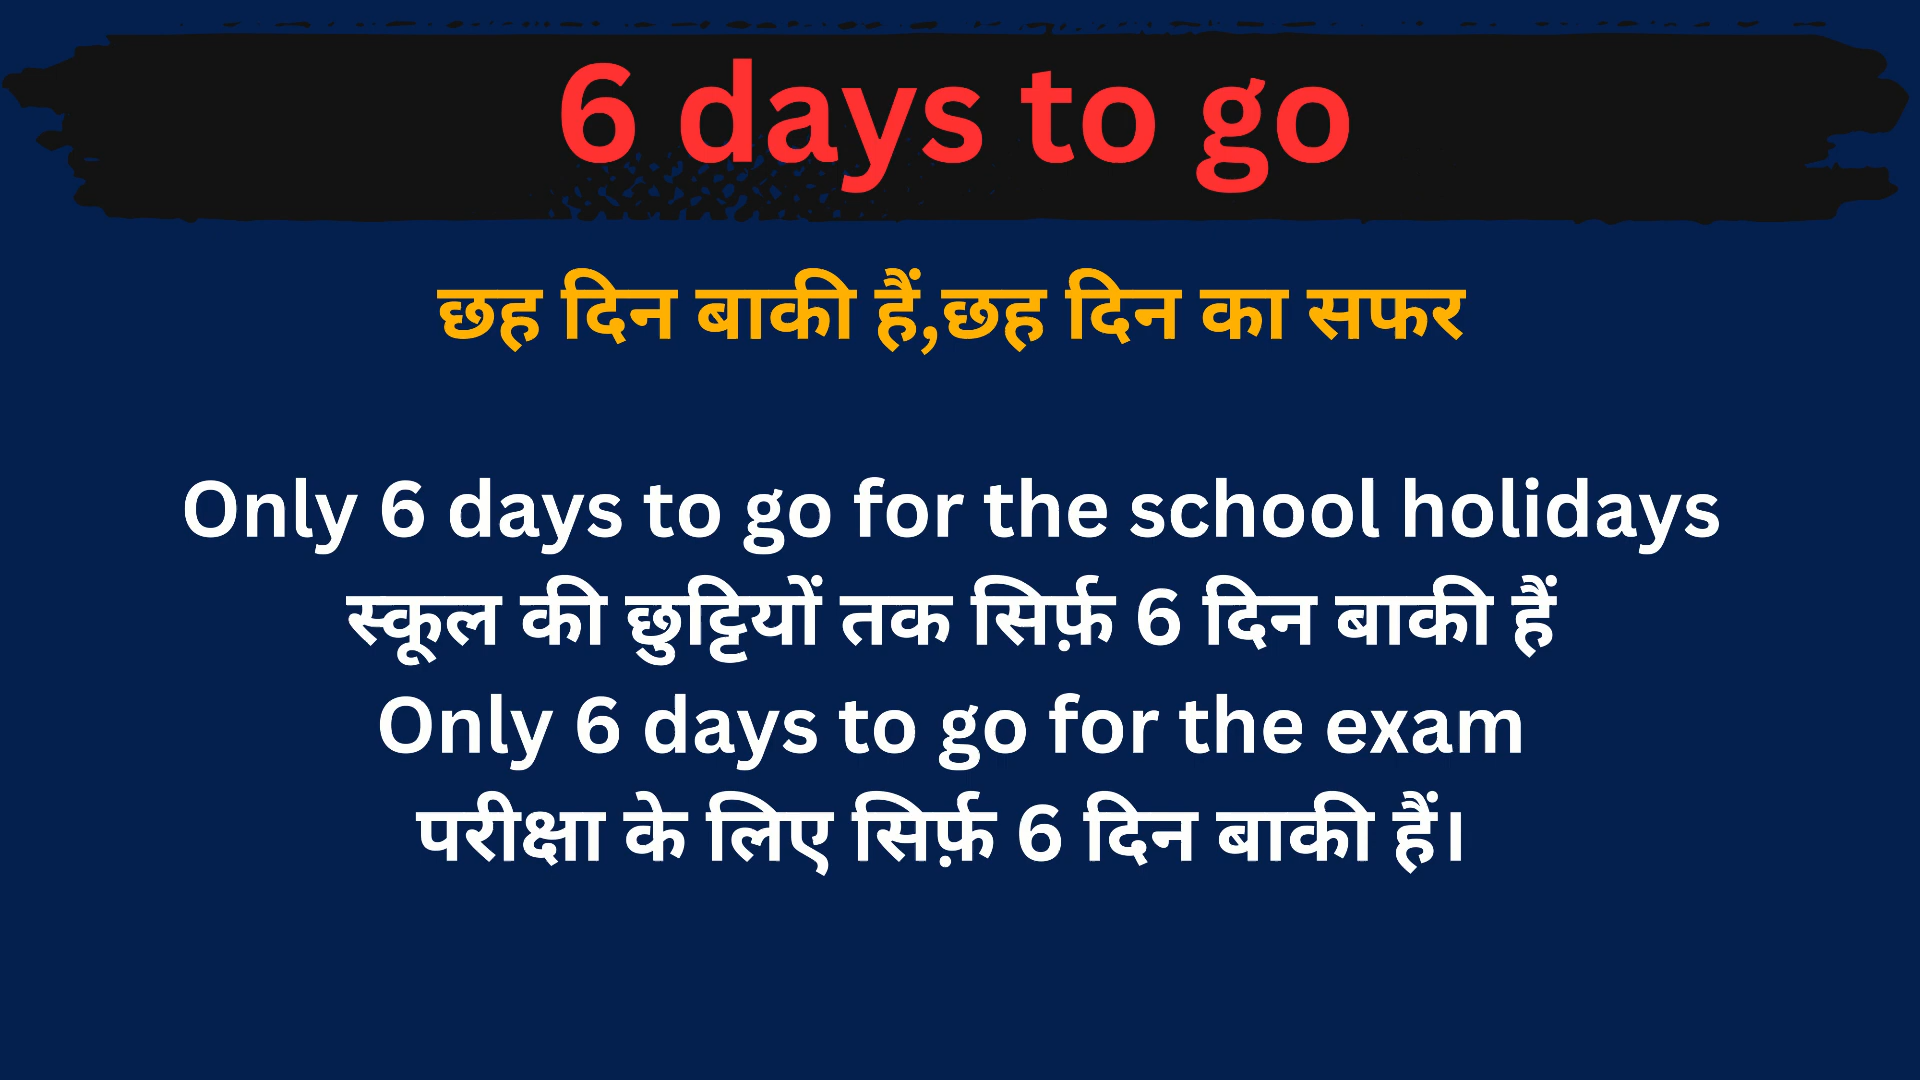 6 days to go
छह दिन बाकी हैं,छह दिन का सफर
Only 6 days to go for the school holidays
स्कूल की छुट्टियों तक सिर्फ़ 6 दिन बाकी हैं
Only 6 days to go for the exam
परीक्षा के लिए सिर्फ़ 6 दिन बाकी हैं।